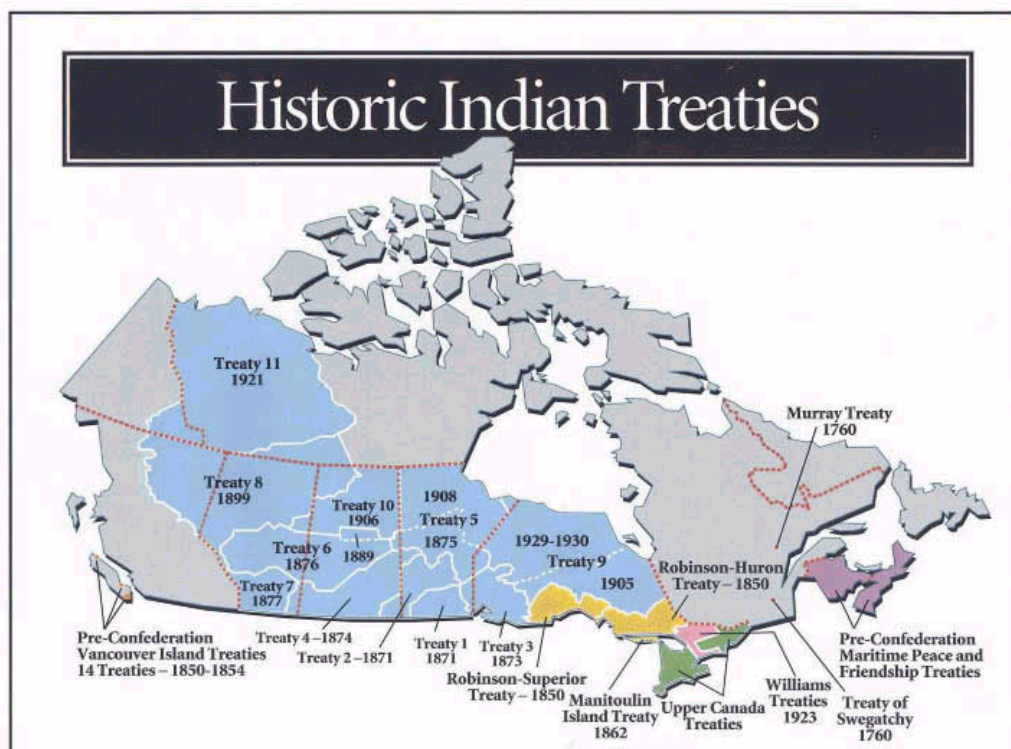 Historic Indian Treaties
Treaty 11
1921
Murray Treaty
1760
Treaty 8
1899
Treaty 10
1906
1908
Treaty 5
1875
1889
Treaty 6
1876
1929-1930
Treaty 9
1905
Robinson-Huron
Treaty – 1850
Treaty 7
1877
Pre-Confederation
Vancouver Island Treaties
14 Treaties – 1850-1854
Treaty 4 –1874
Treaty 2 –1871
Treaty 1
1871
Treaty 3
1873
Robinson-Superior
Treaty – 1850
Manitoulin
Island Treaty
1862
Upper Canada
Treaties
Williams
Treaties
1923
Treaty of
Swegatchy
1760
Pre-Confederation
Maritime Peace and
Friendship Treaties